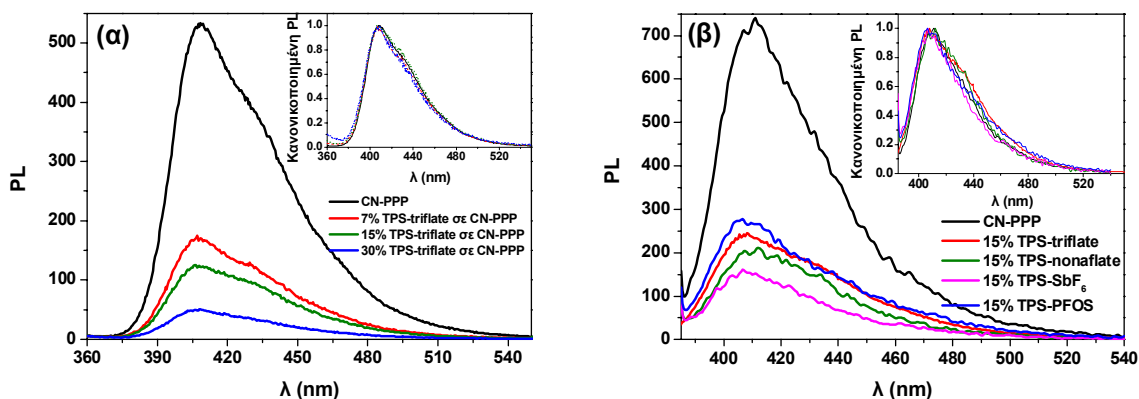 (α)
PL
500
450
400
350
300
250
200
150
100
50
0
360 390 420 450 480 510 540
λ (nm)
Κανονικοποιημένη PL
1.0
0.8
0.6
0.4
0.2
0.0
360 400 440 480 520
λ (nm)
CN-PPP
7% TPS-triflate σε CN-PPP
15% TPS-triflate σε CN-PPP
30% TPS-triflate σε CN-PPP
(β)
PL
700
600
500
400
300
200
100
0
400 420 440 460 480 500 520 540
λ (nm)
Κανονικοποιημένη PL
1.0
0.8
0.6
0.4
0.2
0.0
400 440 480 520
λ (nm)
CN-PPP
15% TPS-triflate
15% TPS-nonaflate
15% TPS-SbF6
15% TPS-PFOS